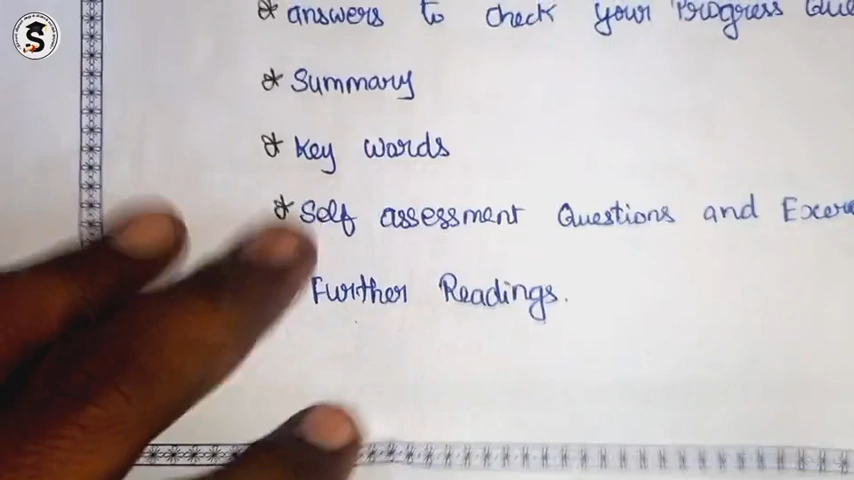 * answers to check your Progress
* Summary
* Key words
* Self assessment Questions and
Further Readings.